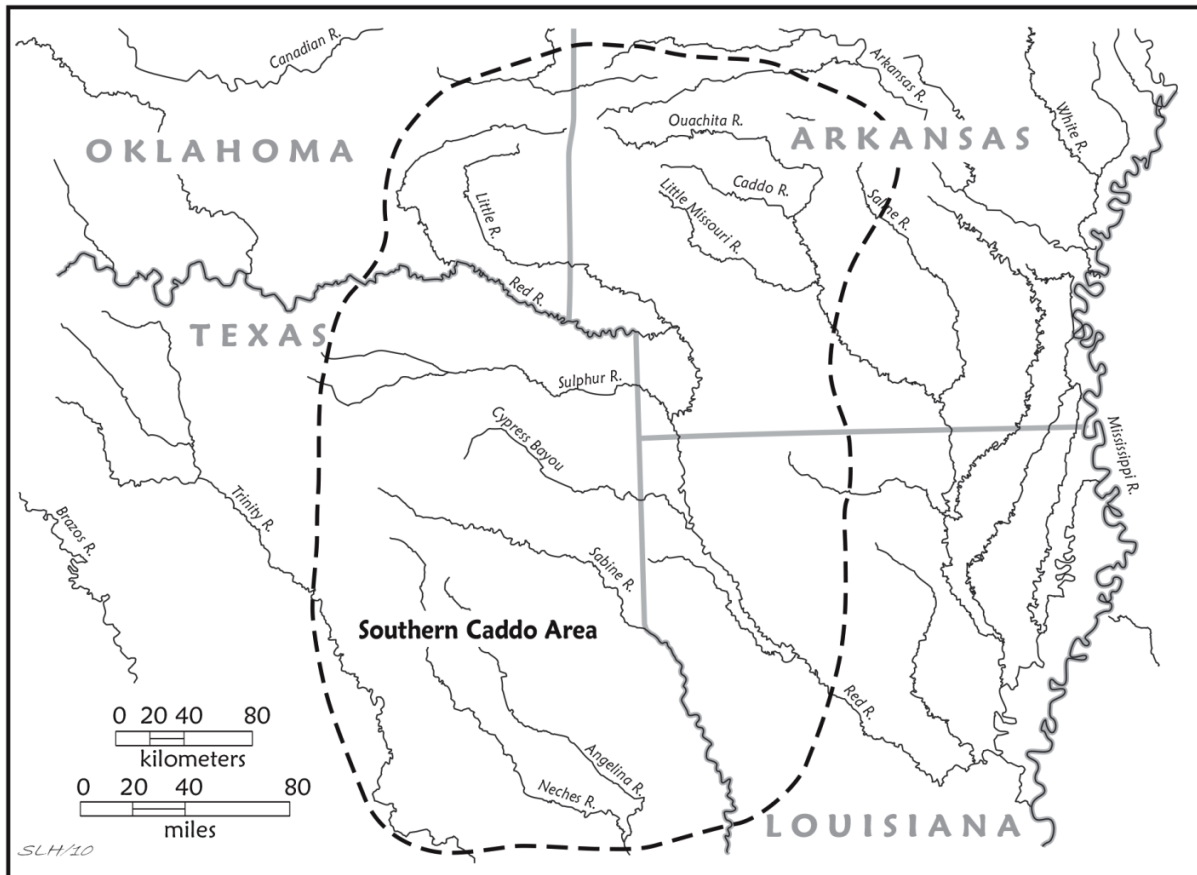 Canadian R.
Arkansas R.
White R.
OKLAHOMA
Ouachita R.
ARKANSAS
Caddo R.
Little Missouri R.
Saline R.
Little R.
Red R.
TEXAS
Sulphur R.
Cypress Bayou
Mississippi R.
Trinity R.
Brazos R.
Sabine R.
Southern Caddo Area
Red R.
0 20 40 80
kilometers
Angelina R.
Neches R.
0 20 40 80
miles
LOUISIANA
SLH/10